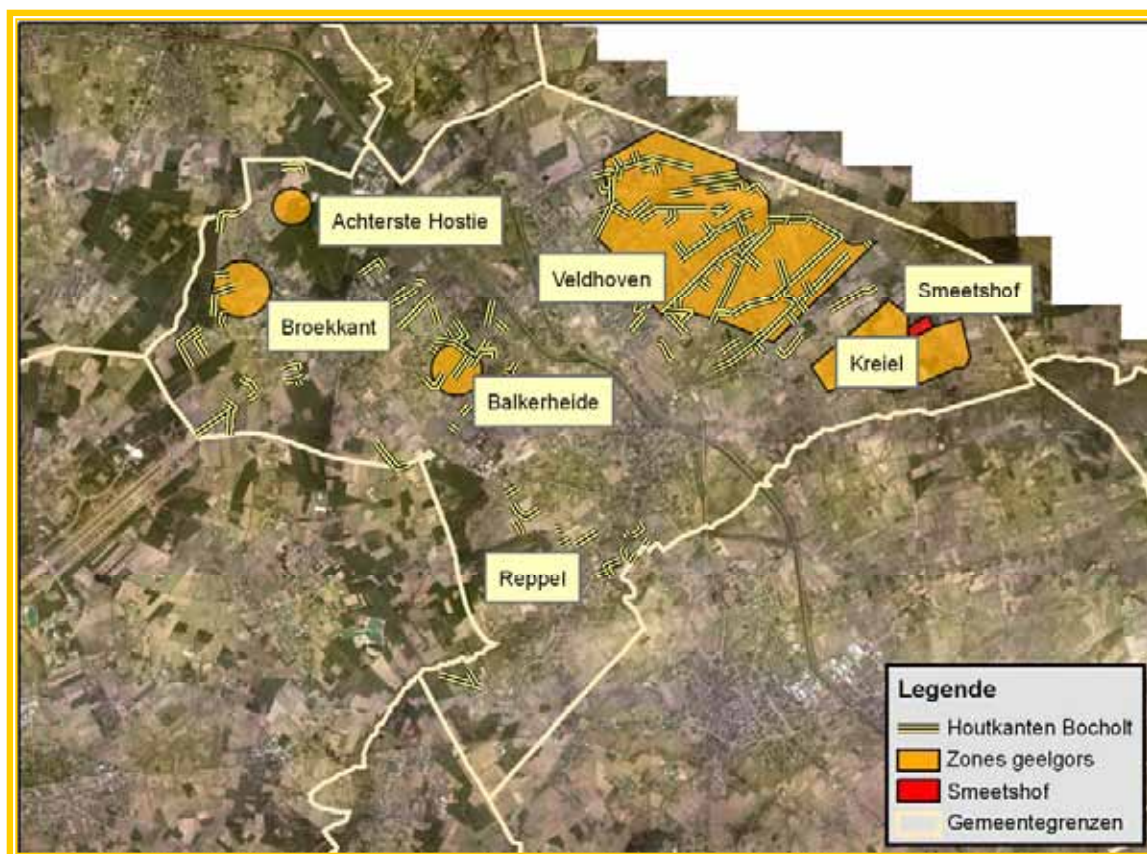 Achterste Hostie
Broekkant
Balkerheide
Veldhoven
Smeetshof
Kreiel
Reppel
Legende
Houtkanten Bocholt
Zones geelgors
Smeetshof
Gemeentegrenzen